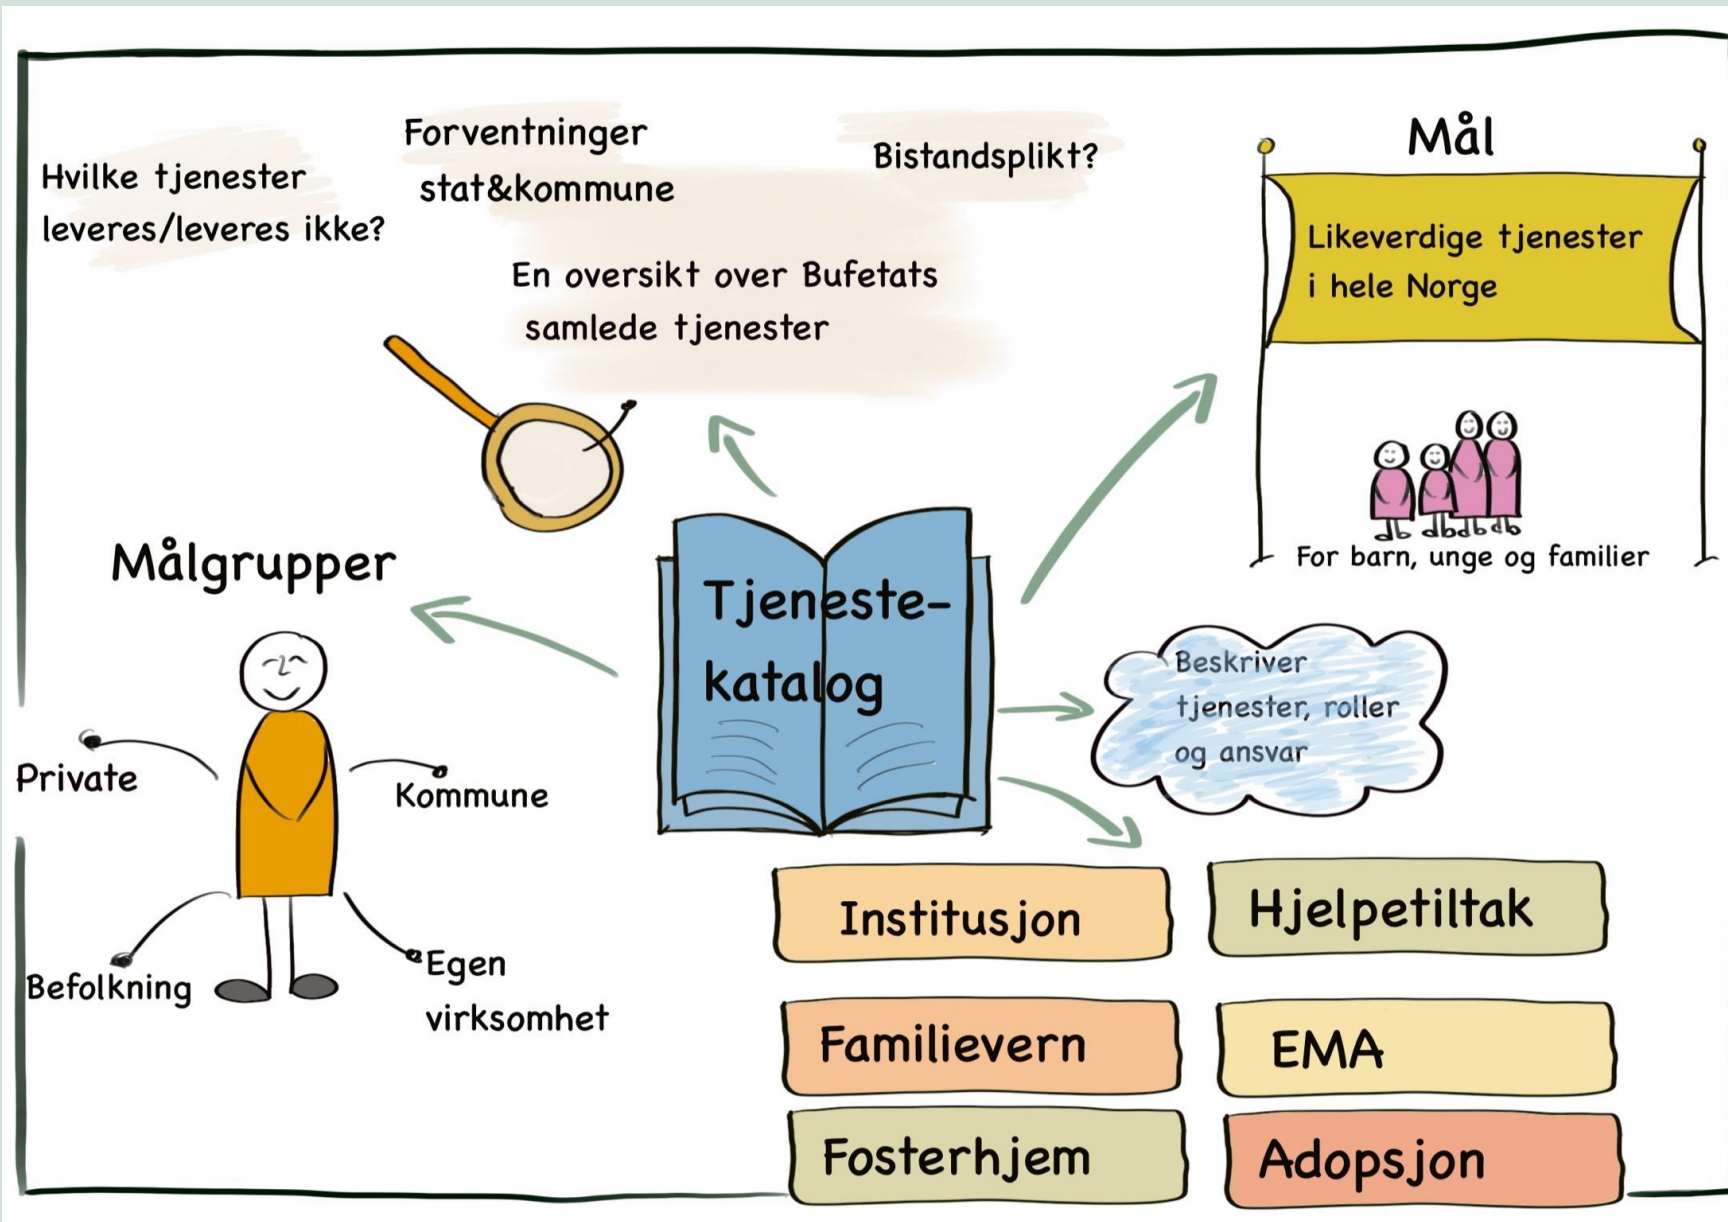 Hvilke tjenester
leveres/leveres ikke?
Forventninger
stat&kommune
Bistandsplikt?
En oversikt over Bufetats
samlede tjenester
Mål
Likeverdige tjenester
i hele Norge
For barn, unge og familier
Målgrupper
Private
Kommune
Befolkning
Egen
virksomhet
Tjeneste-
katalog
Beskriver
tjenester, roller
og ansvar
Institusjon
Hjelpetiltak
Familievern
EMA
Fosterhjem
Adopsjon